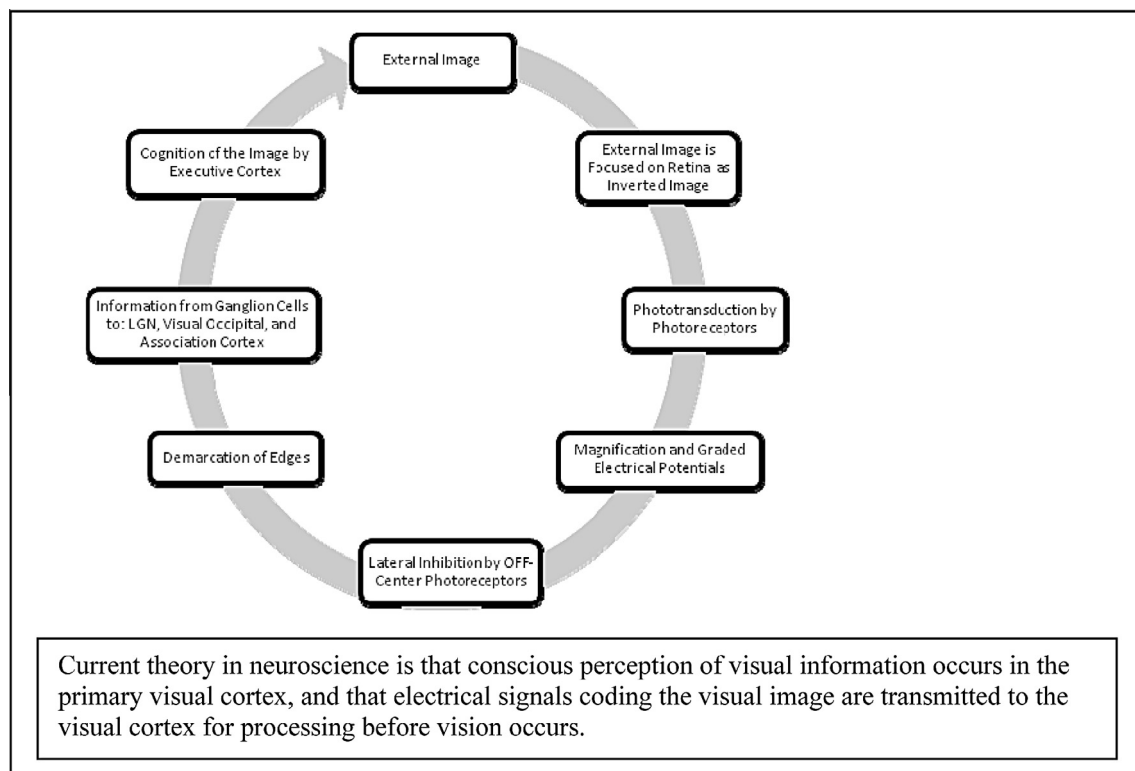 External Image
External Image is
Focused on Retina as
Inverted Image
Phototransduction by
Photoreceptors
Magnification and Graded
Electrical Potentials
Lateral Inhibition by OFF-
Center Photoreceptors
Demarcation of Edges
Information from Ganglion Cells
to: LGN, Visual Occipital, and
Association Cortex
Cognition of the Image by
Executive Cortex
Current theory in neuroscience is that conscious perception of visual information occurs in the
primary visual cortex, and that electrical signals coding the visual image are transmitted to the
visual cortex for processing before vision occurs.